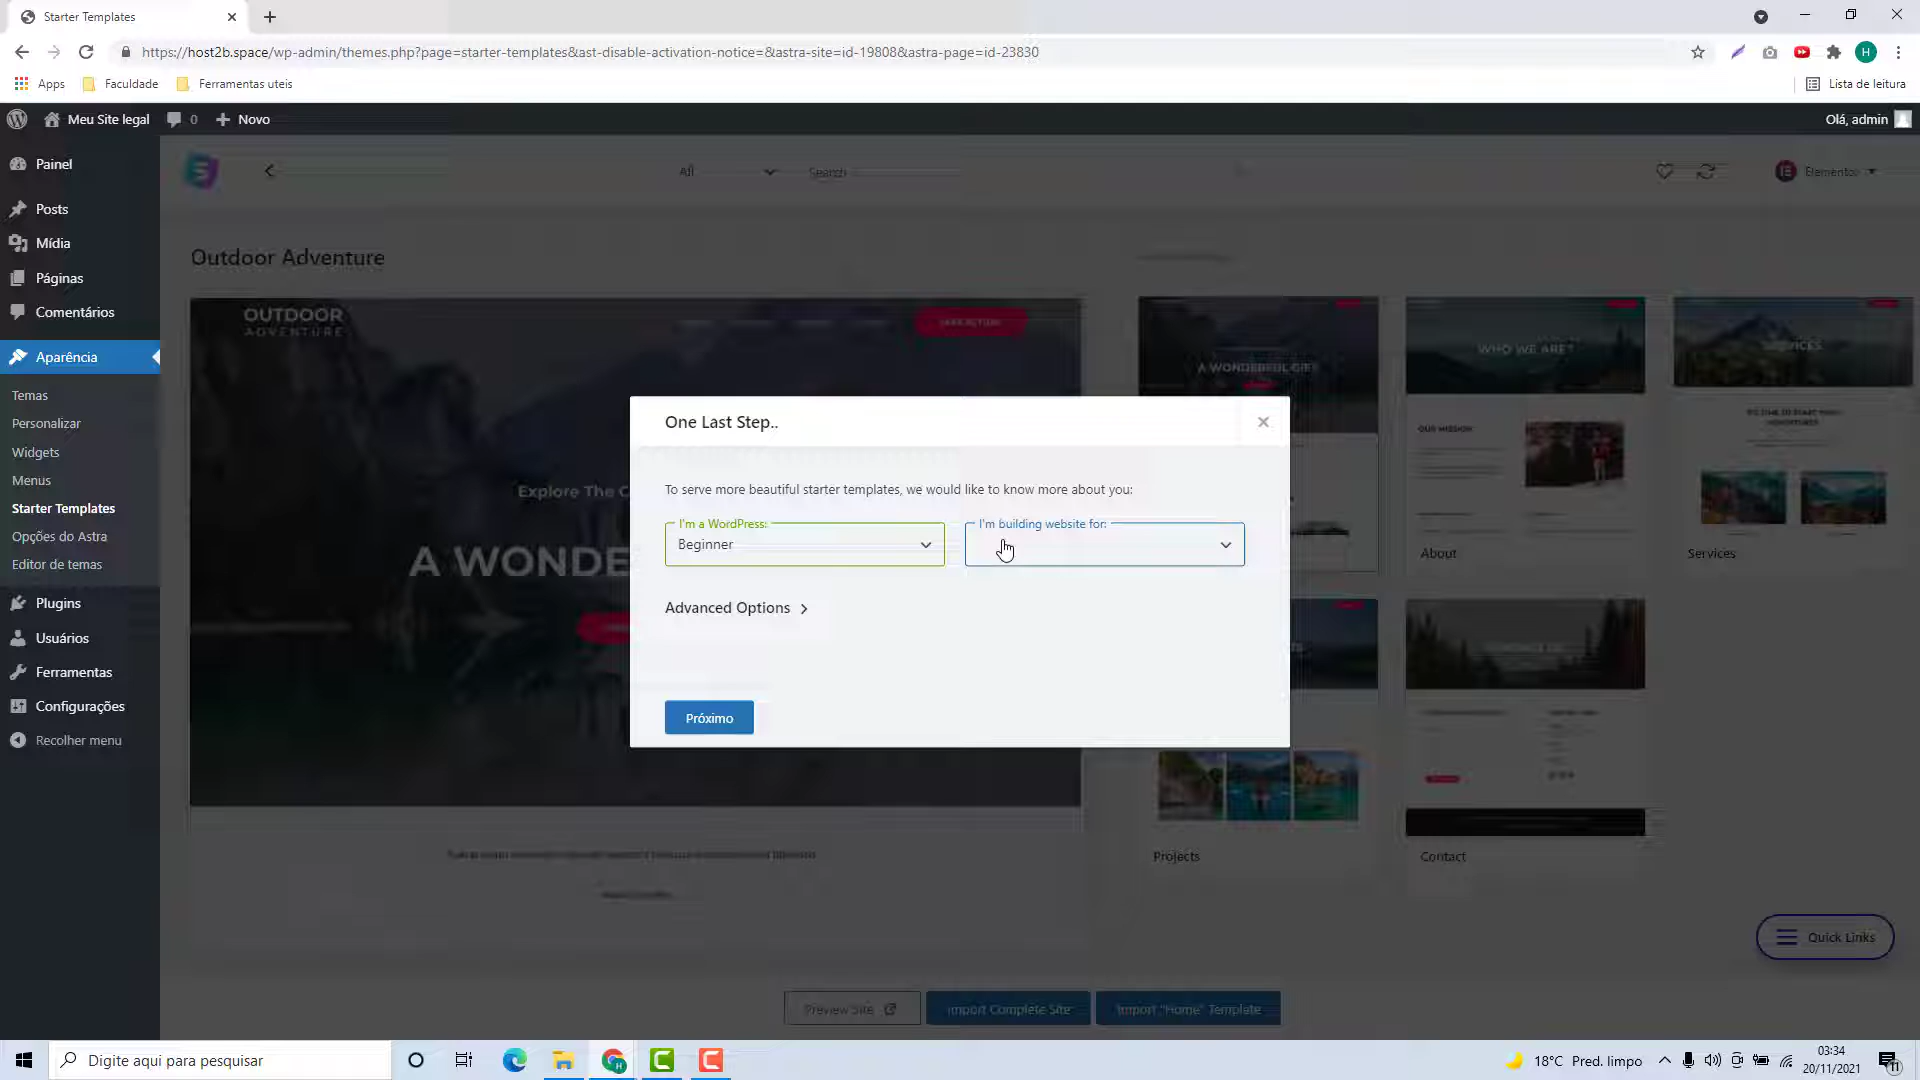 Starter Templates
https://host2b.space/wp-admin/themes.php?page=starter-templates&ast-disable-activation-notice=&astra-site=id-19808&astra-page=id-23830
H
Apps
Faculdade
Ferramentas uteis
Lista de leitura
Meu Site legal
0
Novo
Olá, admin
Painel
Posts
Mídia
Páginas
Comentários
Aparência
Temas
Personalizar
Widgets
Menus
Starter Templates
Opções do Astra
Editor de temas
Plugins
Usuários
Ferramentas
Configurações
Recolher menu
All
Search
Elementor
Outdoor Adventure
OUTDOOR
ADVENTURE
Explore The C
A WONDE
One Last Step..
To serve more beautiful starter templates, we would like to know more about you:
I'm a WordPress:
Beginner
I'm building website for:
Advanced Options
Próximo
WHO WE ARE?
OUR MISSION
About
SERVICES
Services
Projects
Contact
Quick Links
Preview Site
Import Complete Site
Import "Home" Template
Digite aqui para pesquisar
18°C Pred. limpo
03:34
20/11/2021
11